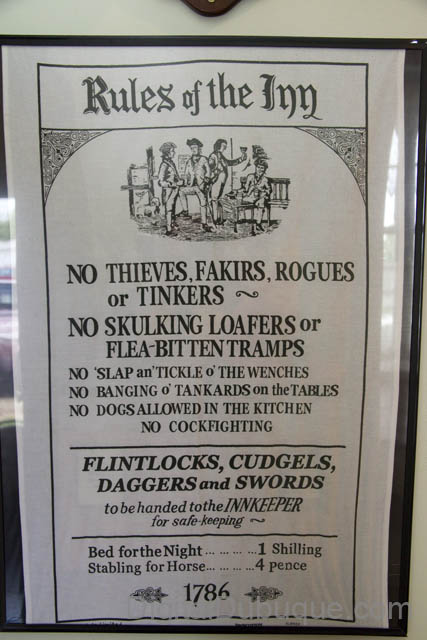 Rules of the Inn
NO THIEVES, FAKIRS, ROGUES
or TINKERS ~
NO SKULKING LOAFERS or
FLEA-BITTEN TRAMPS
NO 'SLAP an' TICKLE o' THE WENCHES
NO BANGING o' TANKARDS on the TABLES
NO DOGS ALLOWED IN THE KITCHEN
NO COCKFIGHTING
FLINTLOCKS, CUDGELS,
DAGGERS and SWORDS
to be handed to the INNKEEPER
for safe-keeping ~
Bed for the Night ... ... ... ... 1 Shilling
Stabling for Horse ... ... ... 4 pence
1786